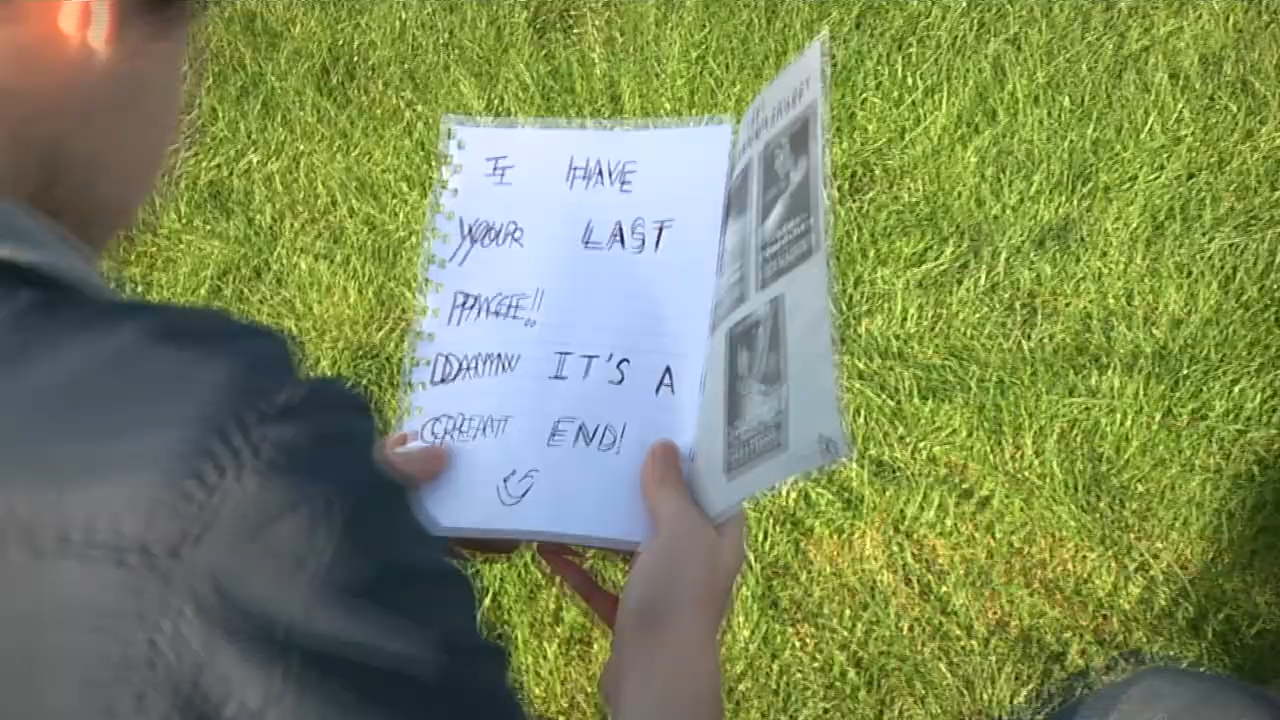 I HAVE
YOUR LAST
PAGE!!
DAMN IT'S A
GREAT END!